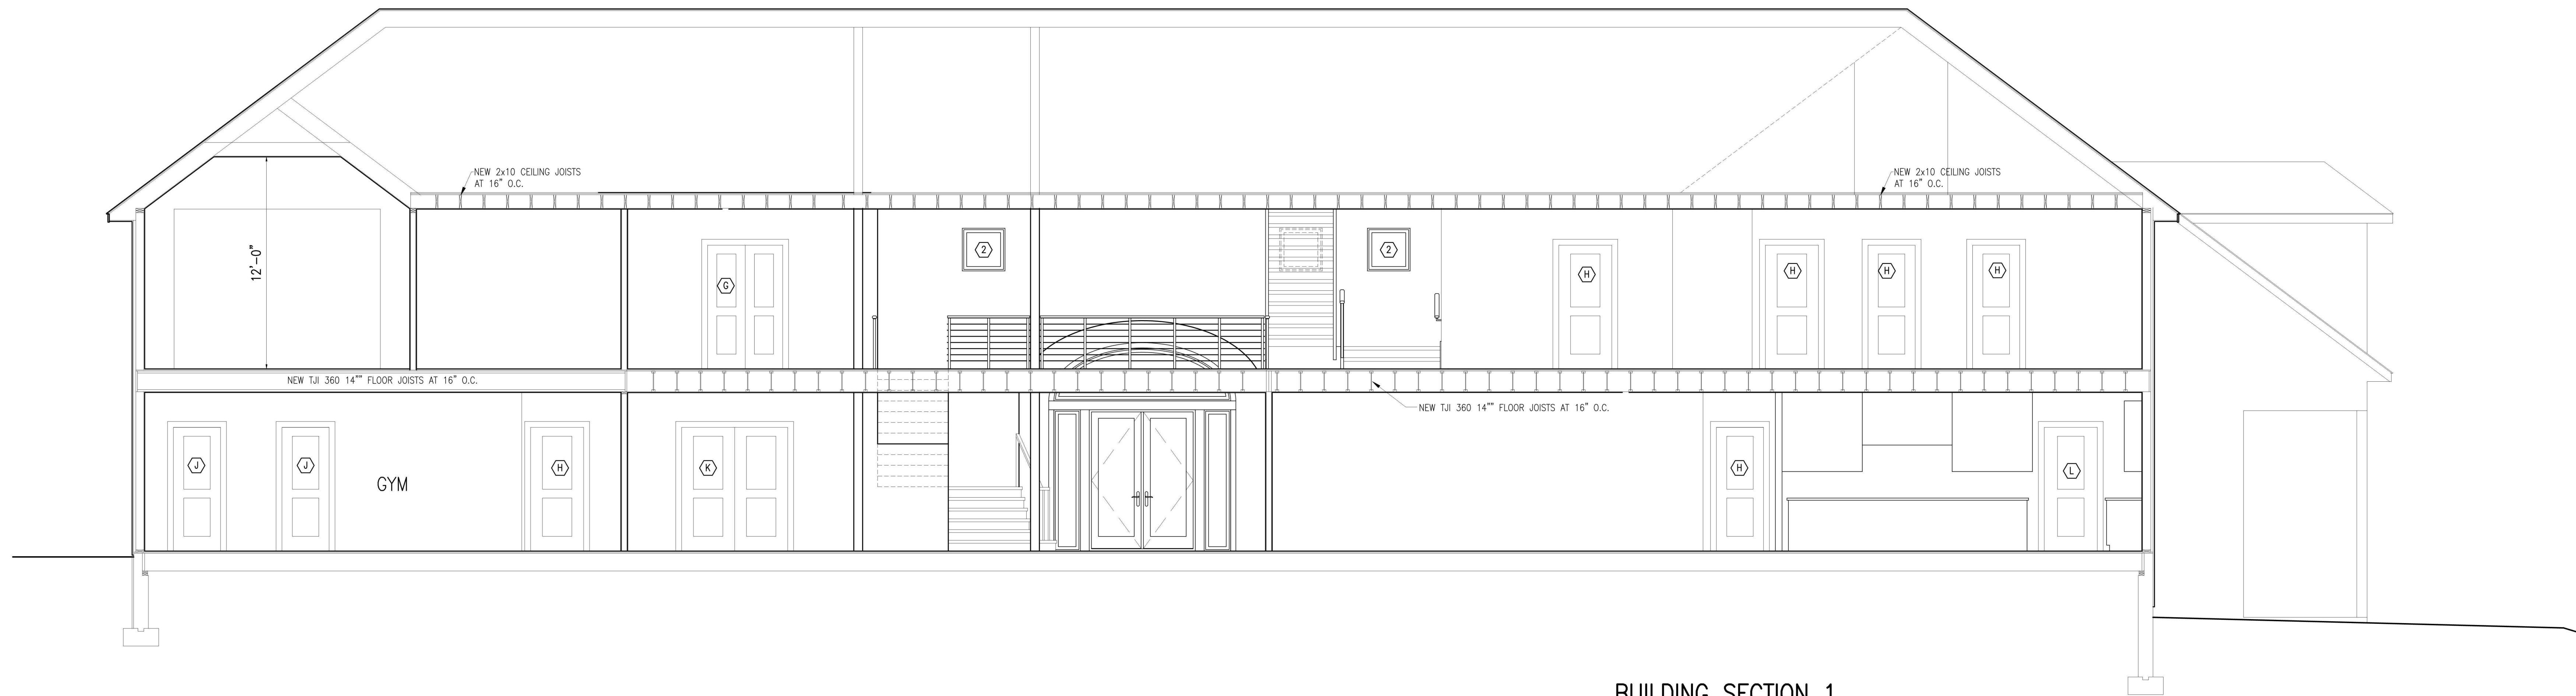 NEW 2x10 CEILING JOISTS
AT 16" O.C.
NEW 2x10 CEILING JOISTS
AT 16" O.C.
12'-0"
2
2
G
H
H
H
H
NEW TJI 360 14"" FLOOR JOISTS AT 16" O.C.
NEW TJI 360 14"" FLOOR JOISTS AT 16" O.C.
J
J
GYM
H
K
H
L
BUILDING SECTION 1